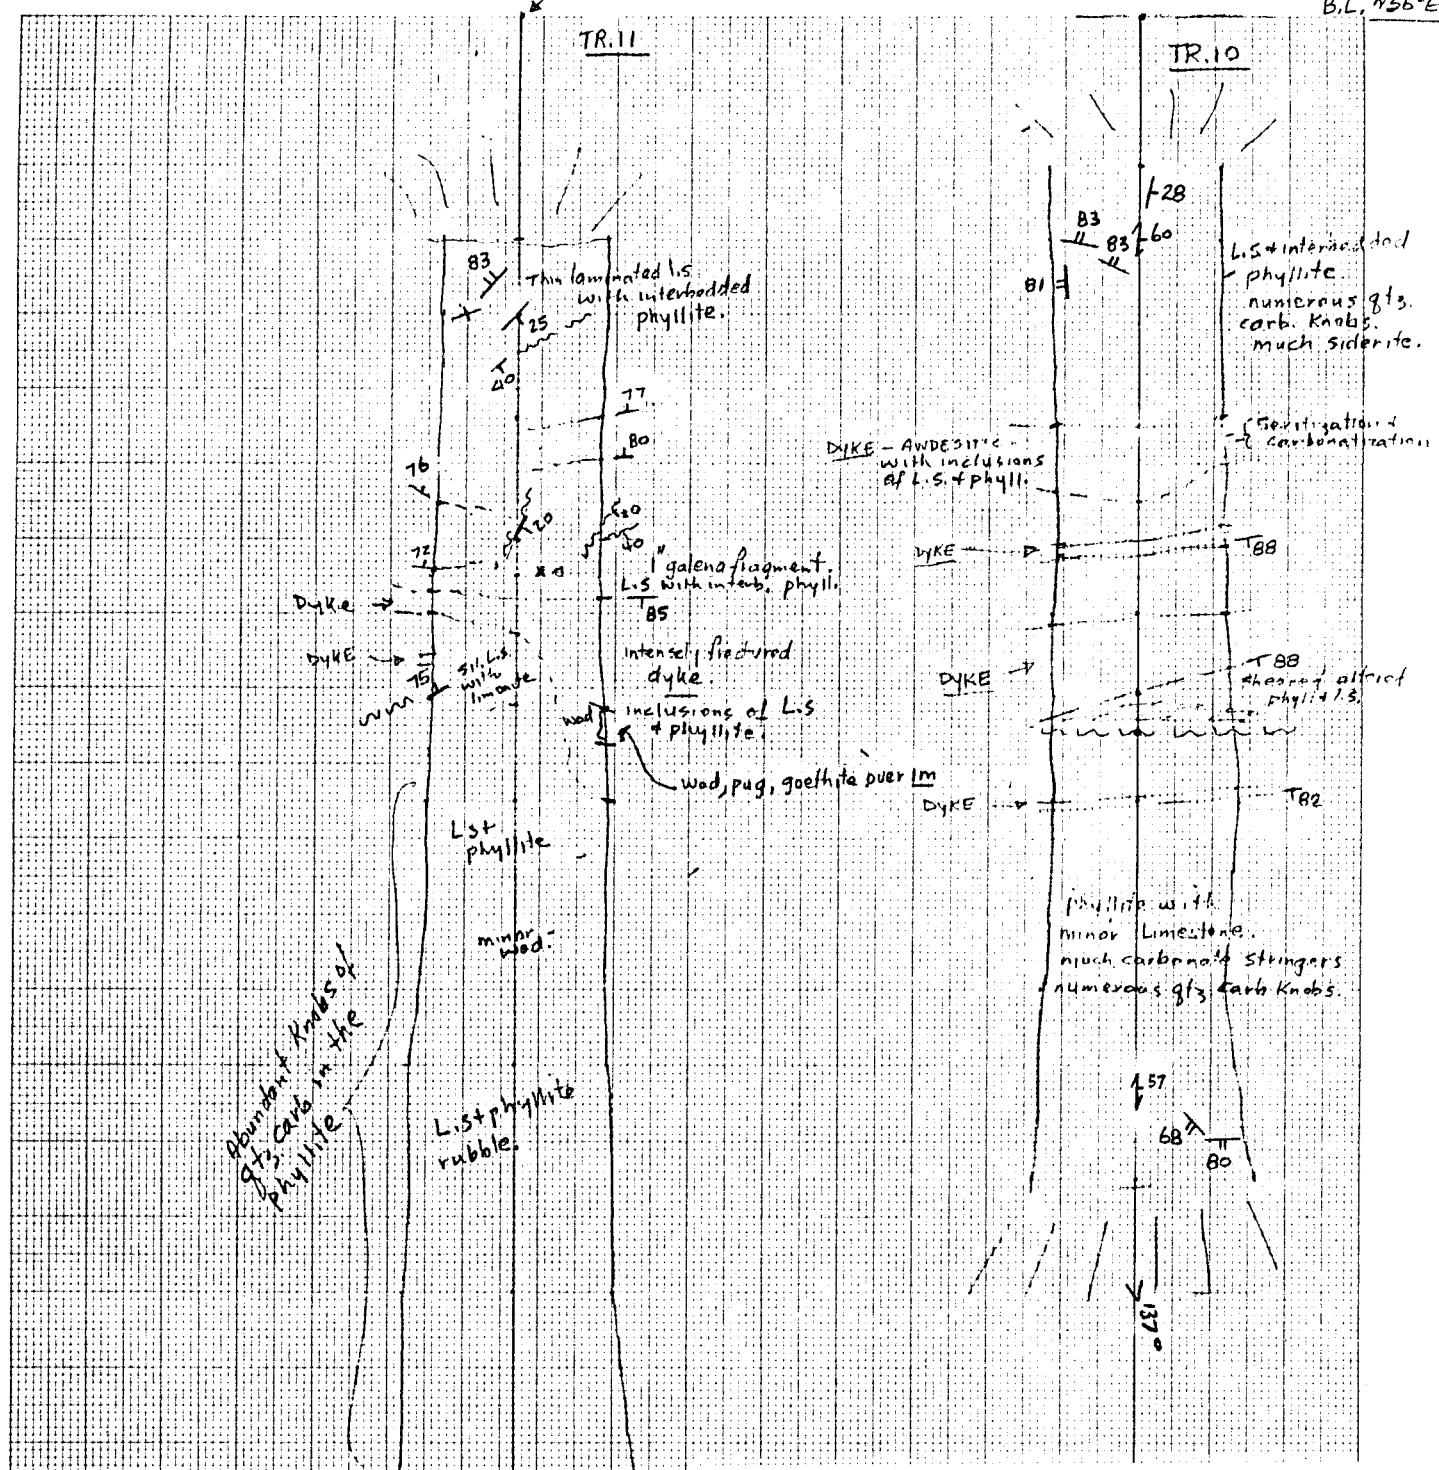 B.L.
TR.11
TR.10
28
83
83
60
81
L.S + interbedded
phyllite
numerous qtz.
carb. Knobs.
much siderite.
83
Thin laminated l.s
with interbedded
phyllite.
25
40
77
80
76
20
40
72
1" galena fragment.
L.S with interb. phyll.
85
Dyke
DYKE
75
Sil. L.S.
with
limonite
intensely fractured
dyke.
inclusions of L.S
+ phyllite.
wad
wad, pug, goethite over 1m
L.S +
phyllite
minor
wad.
Abundant Knobs of
qtz. carb in the
phyllite
L.S + phyllite
rubble.
DYKE - ANDESITIC
with inclusions
of L.S. + phyll.
carbonatization
DYKE
88
DYKE
88
sheared altered
phyl + l.s.
DYKE
82
phyllite with
minor Limestone.
much carbonate Stringers
numerous qtz carb Knobs.
57
68
80
137°